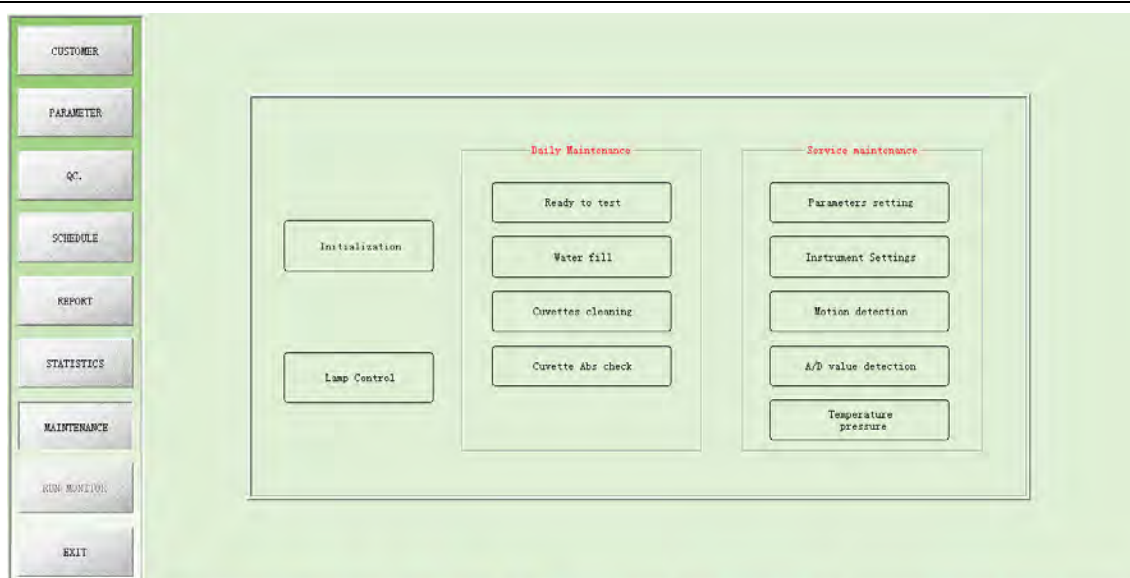 CUSTOMER
PARAMETER
QC.
SCHEDULE
REPORT
STATISTICS
MAINTENANCE
RUN MONITOR
EXIT
Initialization
Lamp Control
Daily Maintenance
Ready to test
Water fill
Cuvettes cleaning
Cuvette Abs check
Service maintenance
Parameters setting
Instrument Settings
Motion detection
A/D value detection
Temperature
pressure